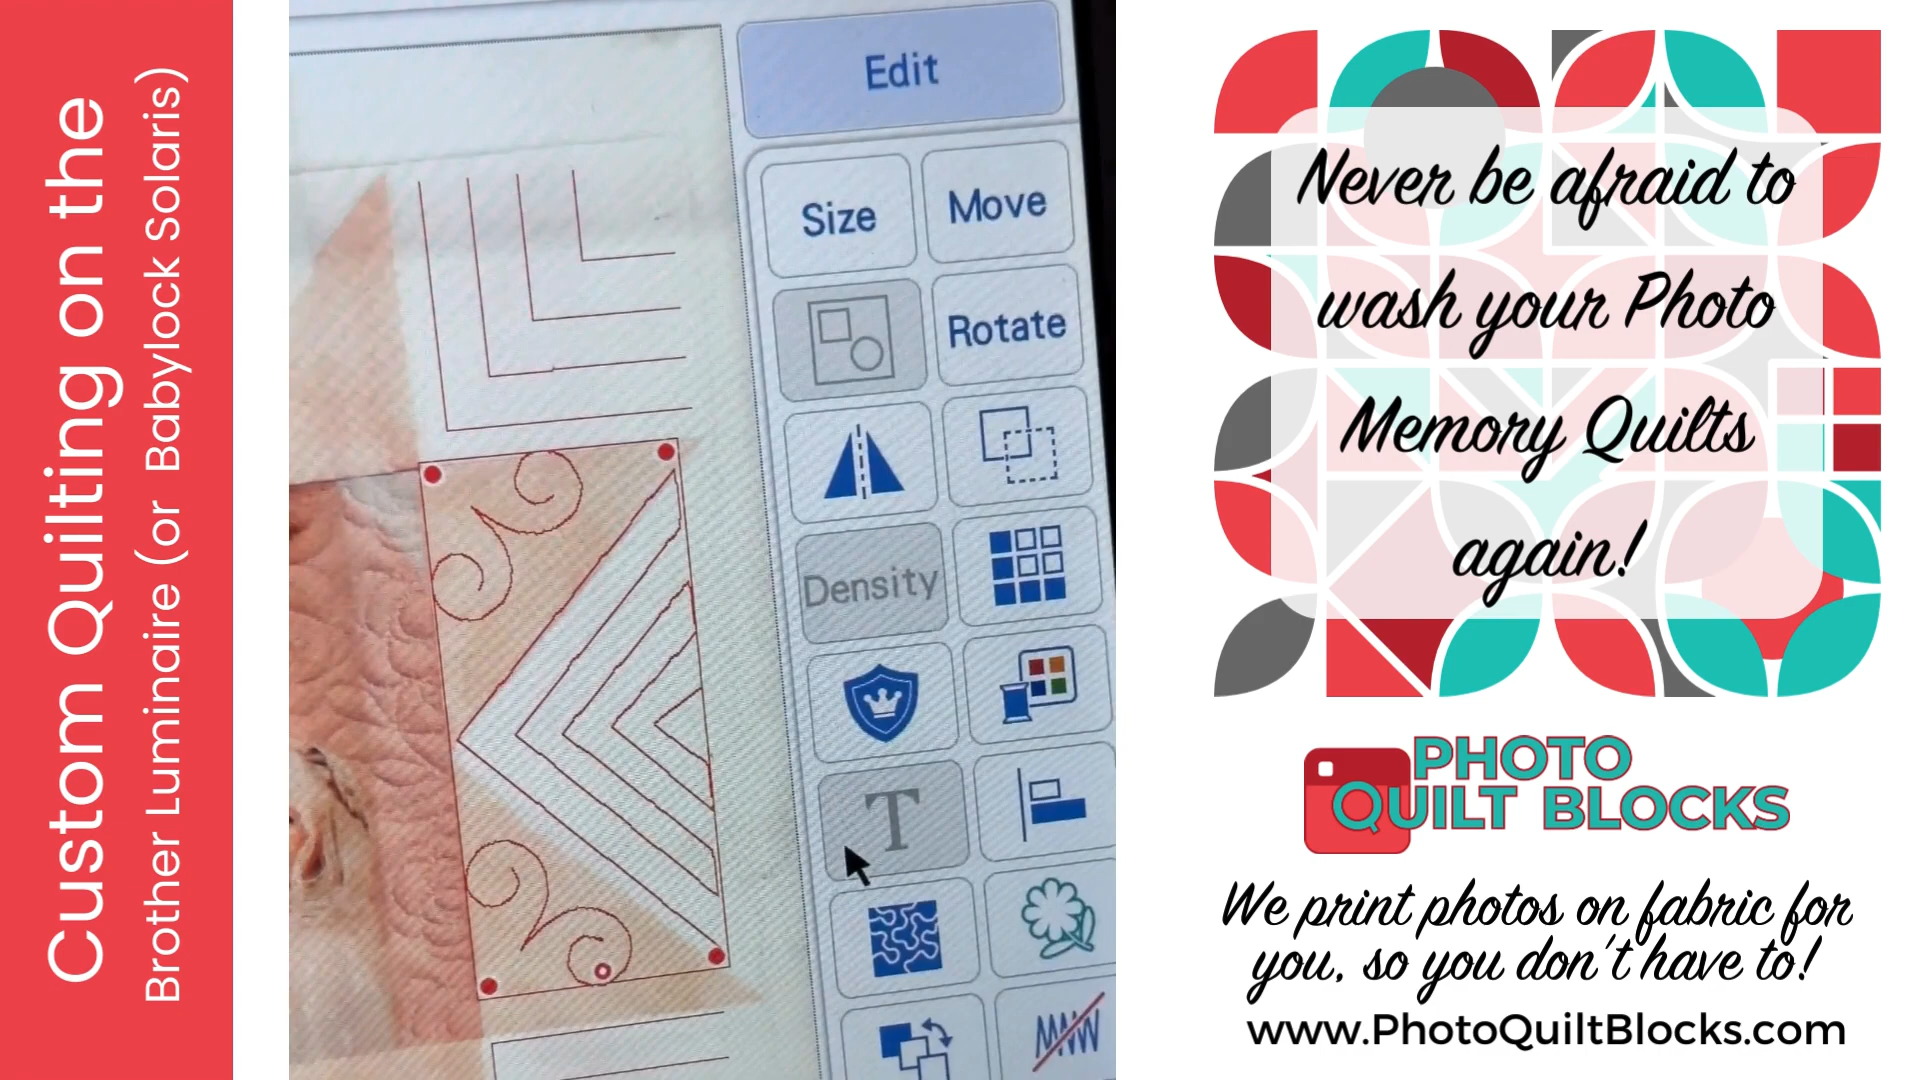 Custom Quilting on the
Brother Luminaire (or Babylock Solaris)
Edit
Size
Move
Rotate
Density
T
Never be afraid to
wash your Photo
Memory Quilts
again!
PHOTO
QUILT BLOCKS
We print photos on fabric for
you, so you don't have to!
www.PhotoQuiltBlocks.com